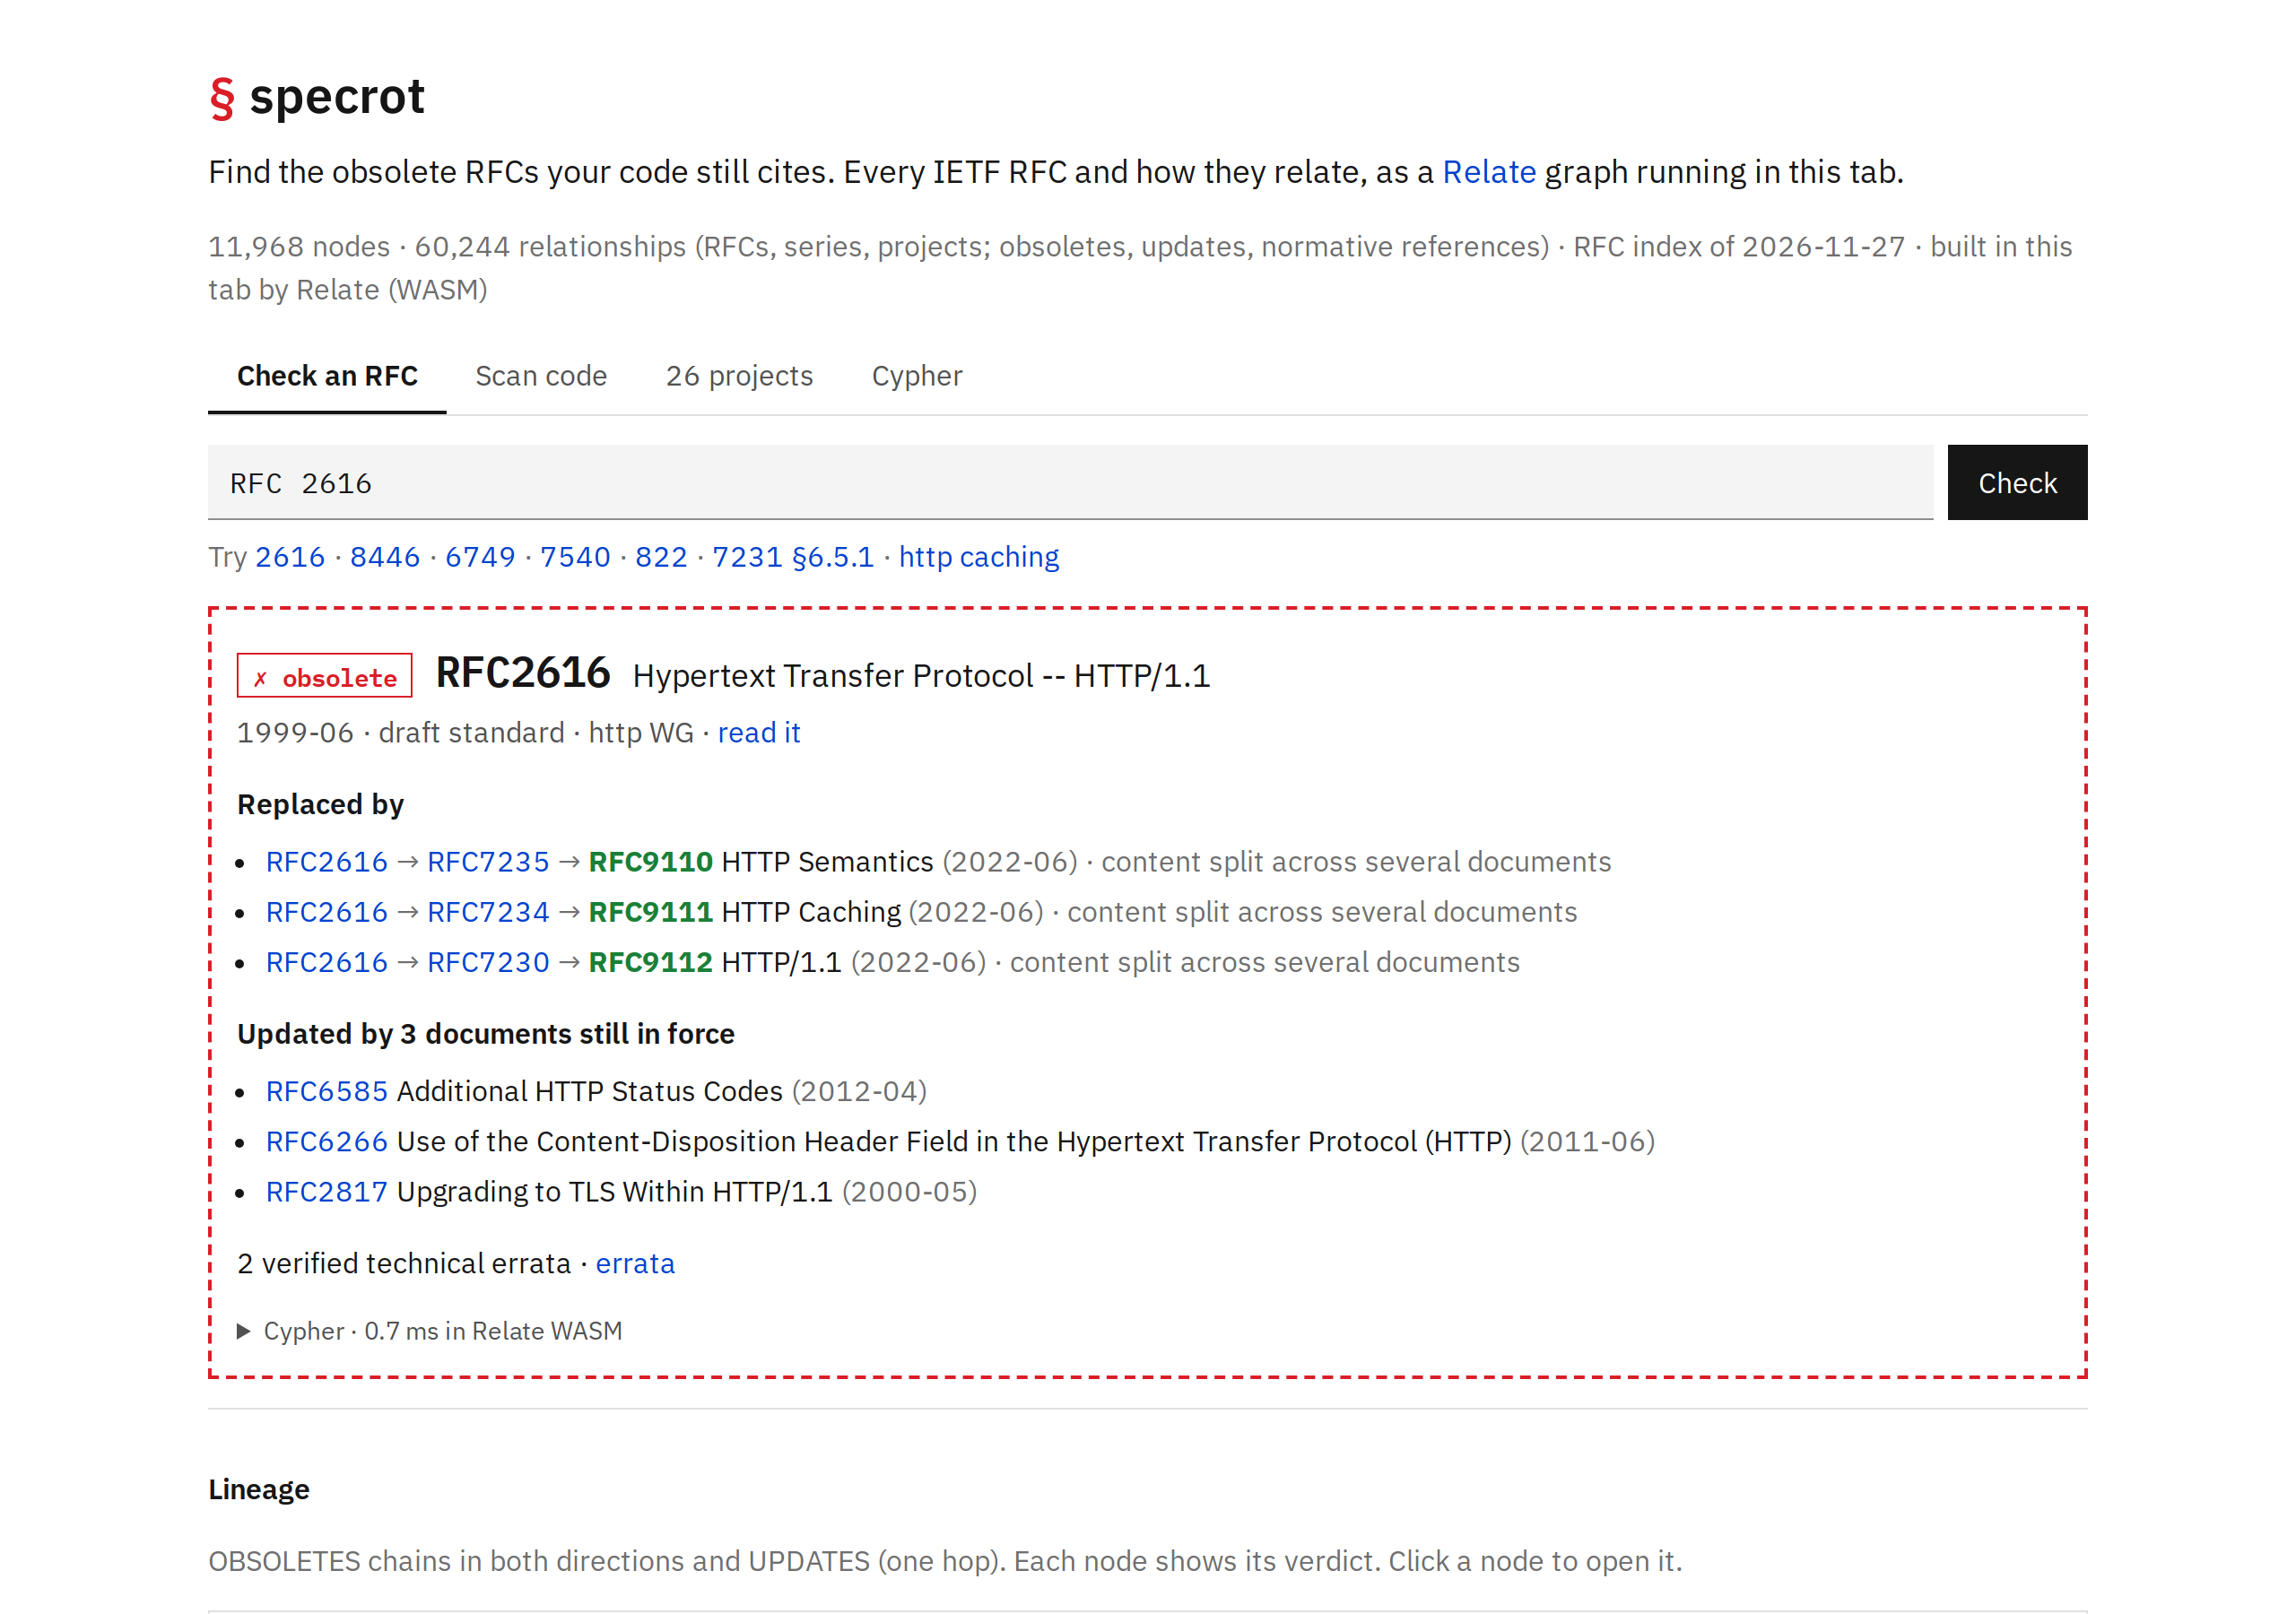 § specrot
Find the obsolete RFCs your code still cites. Every IETF RFC and how they relate, as a Relate graph running in this tab.
11,968 nodes · 60,244 relationships (RFCs, series, projects; obsoletes, updates, normative references) · RFC index of 2026-11-27 · built in this
tab by Relate (WASM)
Check an RFC Scan code 26 projects Cypher
RFC 2616 Check
Try 2616 · 8446 · 6749 · 7540 · 822 · 7231 §6.5.1 · http caching
✗ obsolete RFC2616 Hypertext Transfer Protocol -- HTTP/1.1
1999-06 · draft standard · http WG · read it
Replaced by
• RFC2616 → RFC7235 → RFC9110 HTTP Semantics (2022-06) · content split across several documents
• RFC2616 → RFC7234 → RFC9111 HTTP Caching (2022-06) · content split across several documents
• RFC2616 → RFC7230 → RFC9112 HTTP/1.1 (2022-06) · content split across several documents
Updated by 3 documents still in force
• RFC6585 Additional HTTP Status Codes (2012-04)
• RFC6266 Use of the Content-Disposition Header Field in the Hypertext Transfer Protocol (HTTP) (2011-06)
• RFC2817 Upgrading to TLS Within HTTP/1.1 (2000-05)
2 verified technical errata · errata
▶ Cypher · 0.7 ms in Relate WASM
Lineage
OBSOLETES chains in both directions and UPDATES (one hop). Each node shows its verdict. Click a node to open it.